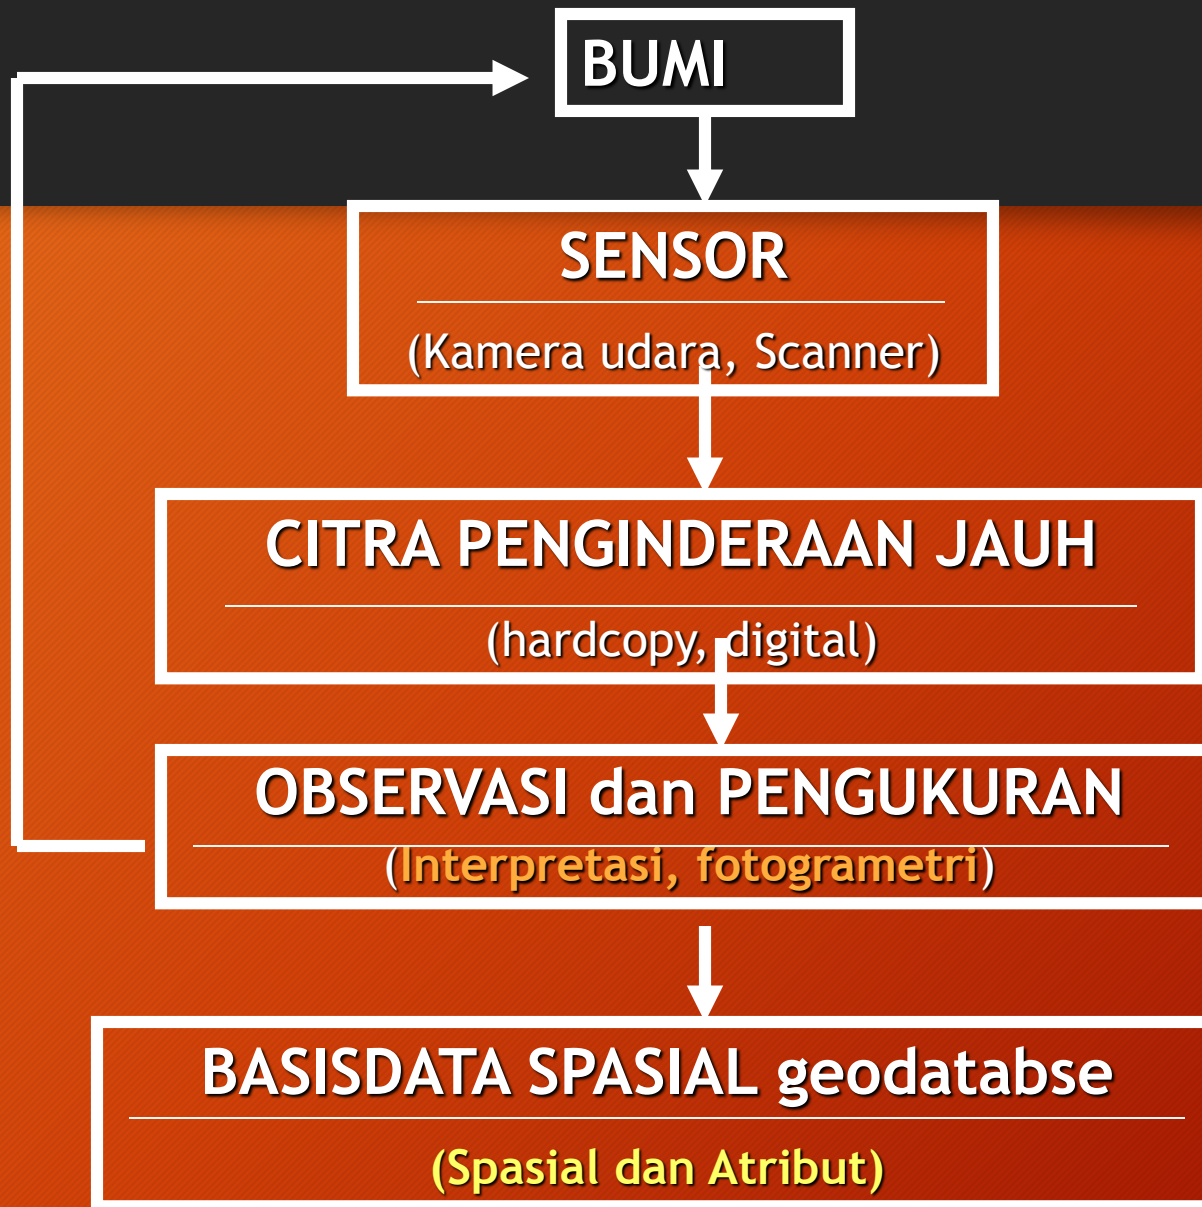 BUMI
SENSOR
(Kamera udara, Scanner)
CITRA PENGINDERAAN JAUH
(hardcopy, digital)
OBSERVASI dan PENGUKURAN
(Interpretasi, fotogrametri)
BASISDATA SPASIAL geodatabse
(Spasial dan Atribut)